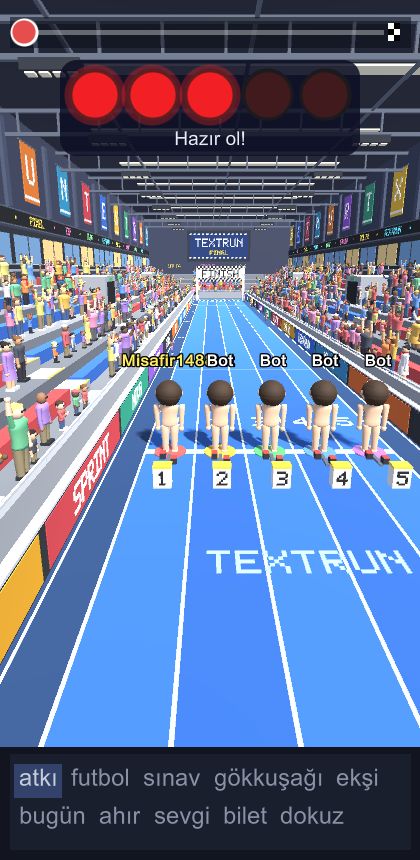 Hazır ol!
TEXTRUN
FINAL
Misafir148 Bot Bot Bot Bot
1 2 3 4 5
SPRINT
TEXTRUN
atkı futbol sınav gökkuşağı ekşi
bugün ahır sevgi bilet dokuz